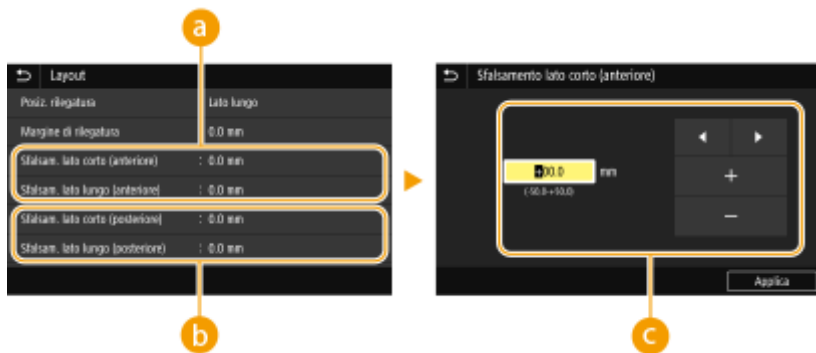 a
Layout
Posiz. rilegatura Lato lungo
Margine di rilegatura 0.0 mm
Sfalsam. lato corto (anteriore) : 0.0 mm
Sfalsam. lato lungo (anteriore) : 0.0 mm
Sfalsam. lato corto (posteriore) : 0.0 mm
Sfalsam. lato lungo (posteriore) : 0.0 mm
b
Sfalsamento lato corto (anteriore)
+00.0 mm
(-50.0-+50.0)
+
−
Applica
c